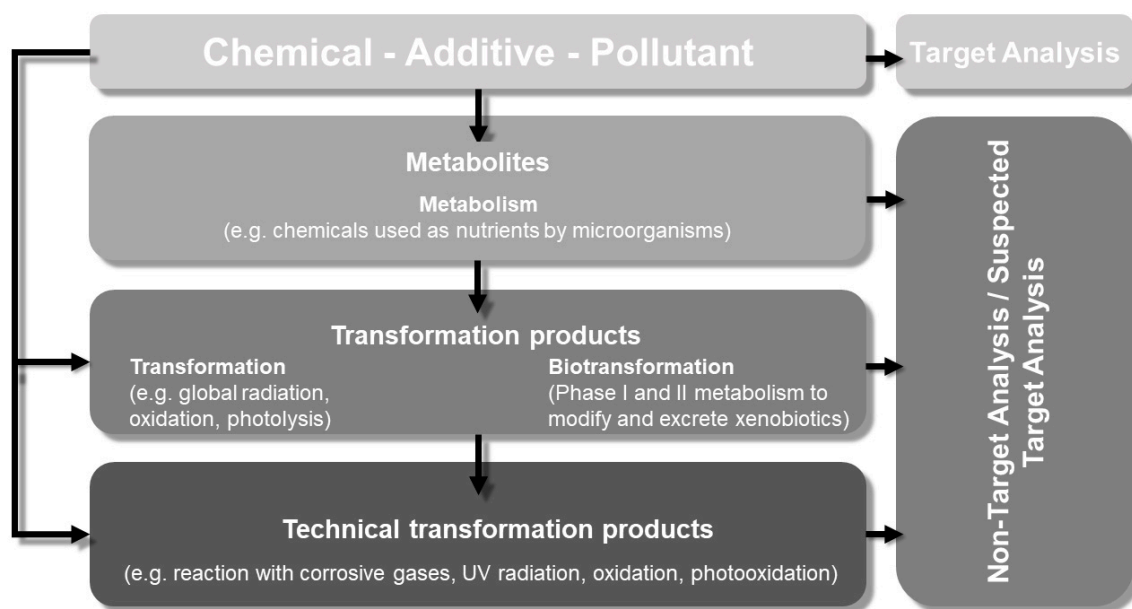 Chemical - Additive - Pollutant
Target Analysis
Metabolites
Metabolism
(e.g. chemicals used as nutrients by microorganisms)
Transformation products
Transformation
(e.g. global radiation,
oxidation, photolysis)
Biotransformation
(Phase I and II metabolism to
modify and excrete xenobiotics)
Technical transformation products
(e.g. reaction with corrosive gases, UV radiation, oxidation, photooxidation)
Non-Target Analysis / Suspected
Target Analysis